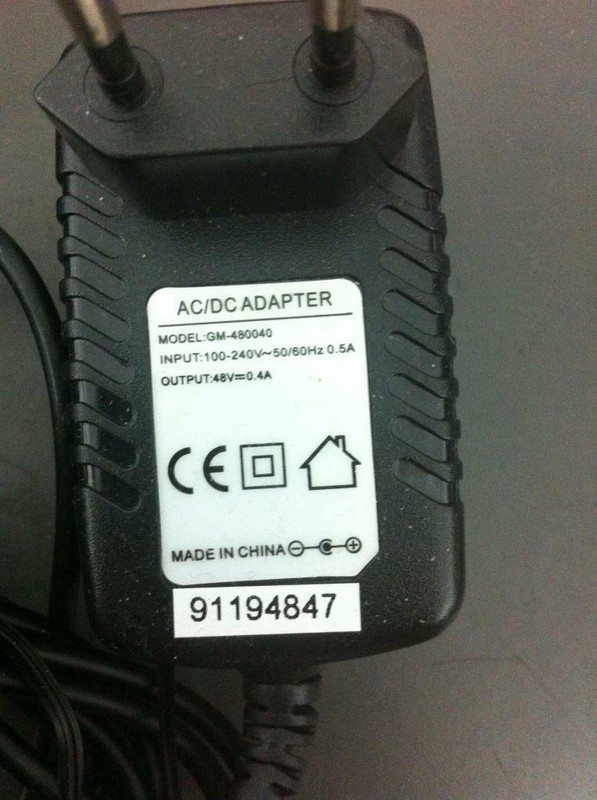 AC/DC ADAPTER
MODEL:GM-480040
INPUT:100-240V~50/60Hz 0.5A
OUTPUT:48V⎓0.4A
CE
MADE IN CHINA
91194847